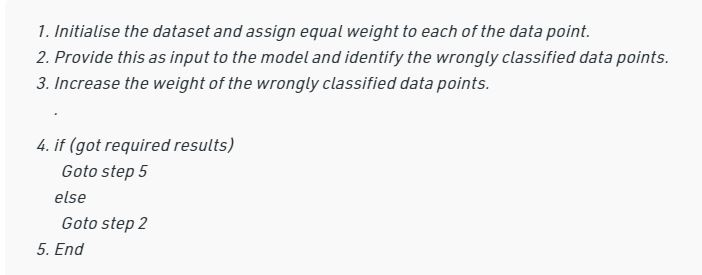 1. Initialise the dataset and assign equal weight to each of the data point.
2. Provide this as input to the model and identify the wrongly classified data points.
3. Increase the weight of the wrongly classified data points.
.
4. if (got required results)
Goto step 5
else
Goto step 2
5. End